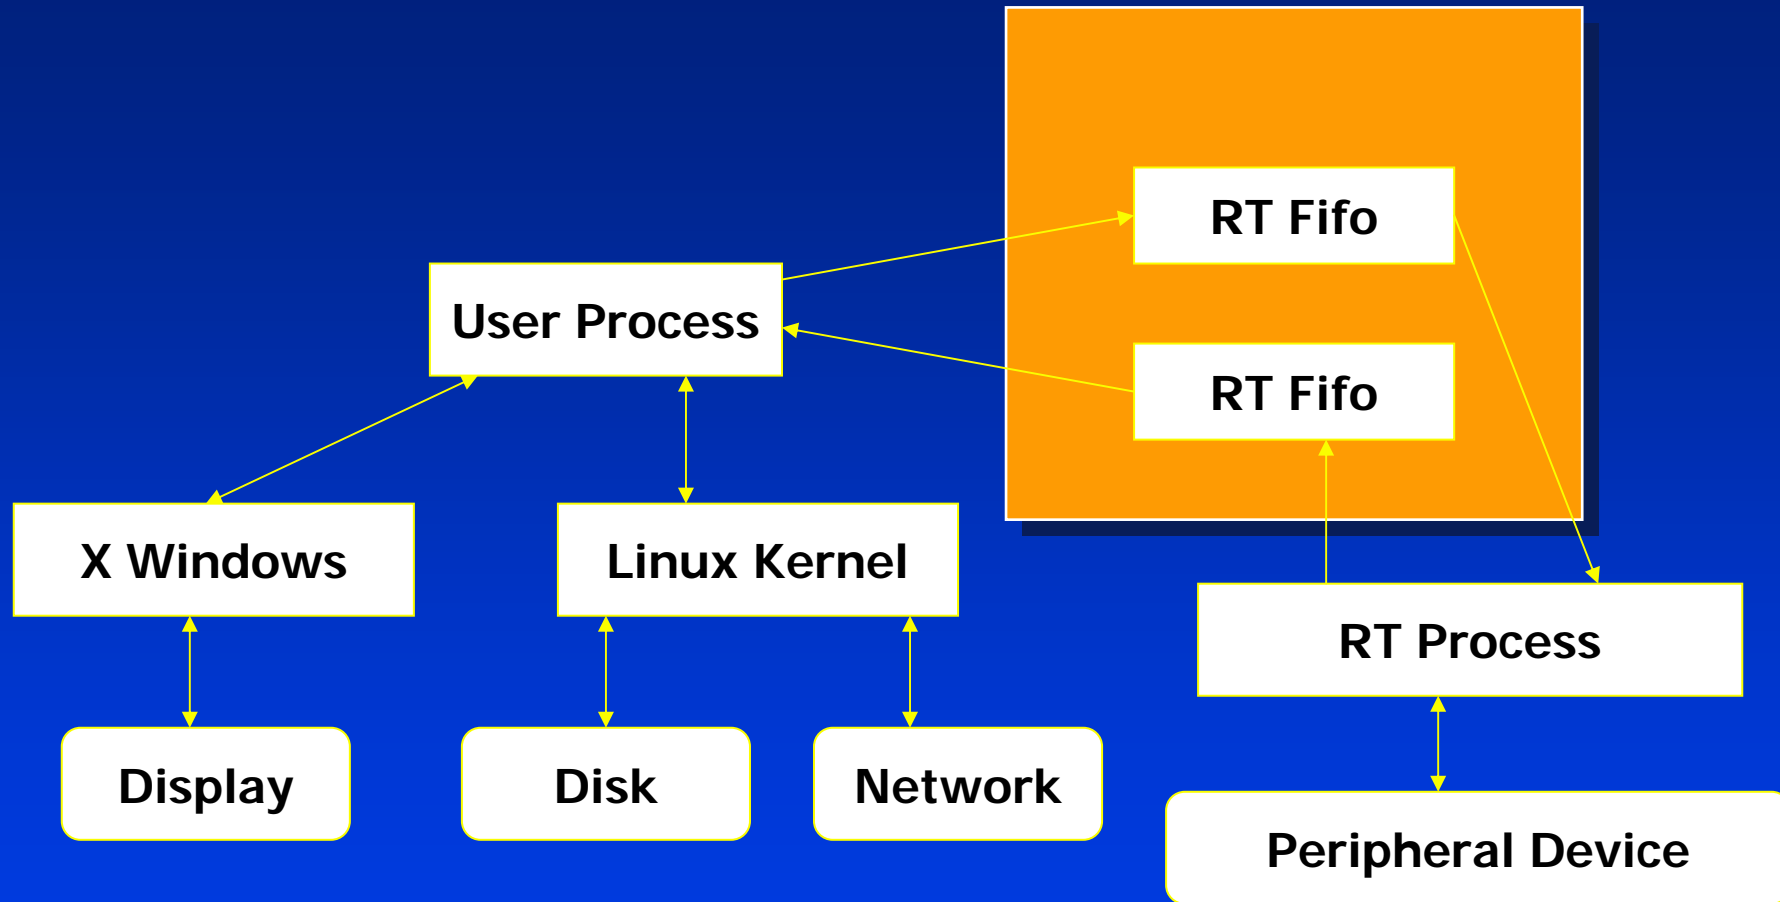 RT Fifo
User Process
RT Fifo
X Windows
Linux Kernel
RT Process
Display
Disk
Network
Peripheral Device